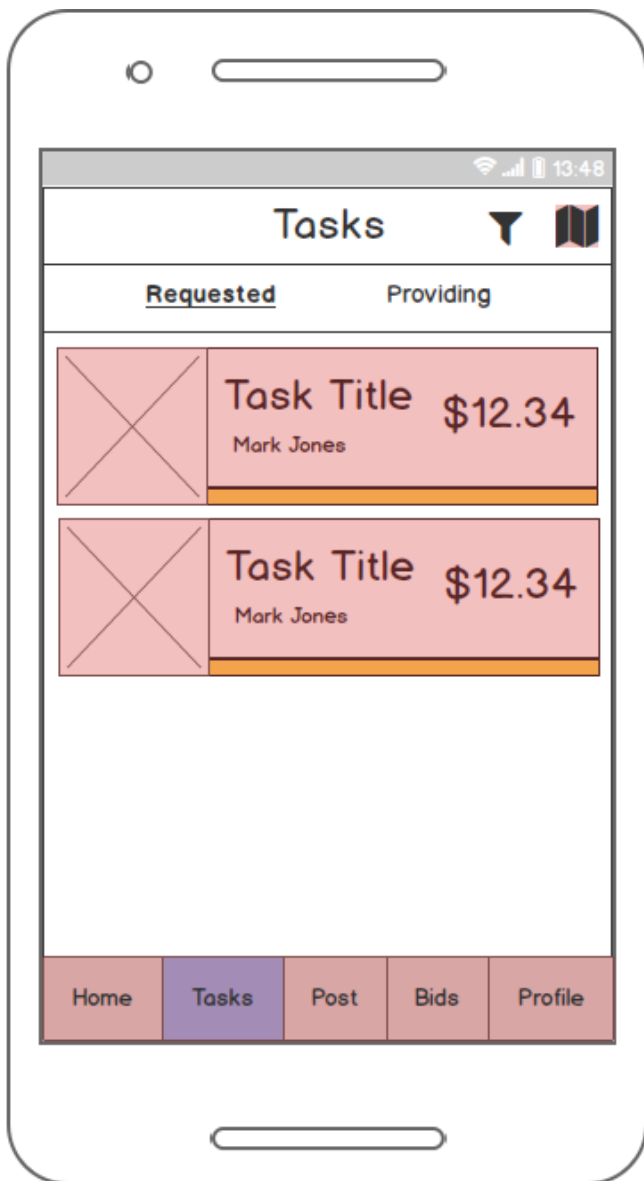 13:48
Tasks
Requested Providing
Task Title $12.34
Mark Jones
Task Title $12.34
Mark Jones
Home Tasks Post Bids Profile